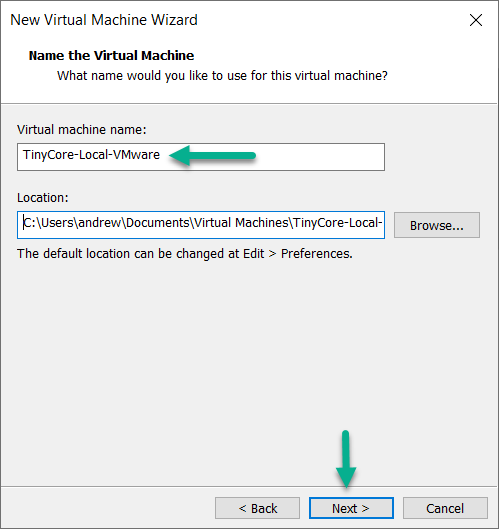 New Virtual Machine Wizard
Name the Virtual Machine
What name would you like to use for this virtual machine?
Virtual machine name:
TinyCore-Local-VMware
Location:
C:\Users\andrew\Documents\Virtual Machines\TinyCore-Local-
Browse...
The default location can be changed at Edit > Preferences.
< Back
Next >
Cancel